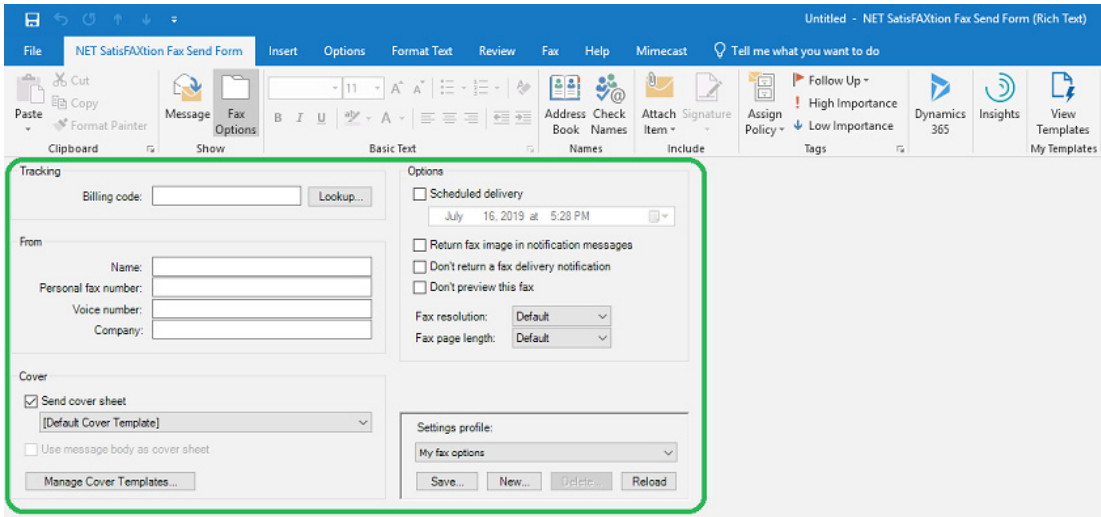 Untitled - NET SatisFAXtion Fax Send Form (Rich Text)
File NET SatisFAXtion Fax Send Form Insert Options Format Text Review Fax Help Mimecast Tell me what you want to do
Paste
Cut
Copy
Format Painter
Clipboard
Message
Fax Options
Show
11
B I U
A
Basic Text
Address Book
Check Names
Names
Attach Item
Signature
Include
Assign Policy
Follow Up
High Importance
Low Importance
Tags
Dynamics 365
Insights
View Templates
My Templates
Tracking
Billing code:
Lookup...
From
Name:
Personal fax number:
Voice number:
Company:
Cover
Send cover sheet
[Default Cover Template]
Use message body as cover sheet
Manage Cover Templates...
Options
Scheduled delivery
July 16, 2019 at 5:28 PM
Return fax image in notification messages
Don't return a fax delivery notification
Don't preview this fax
Fax resolution: Default
Fax page length: Default
Settings profile:
My fax options
Save... New... Delete... Reload